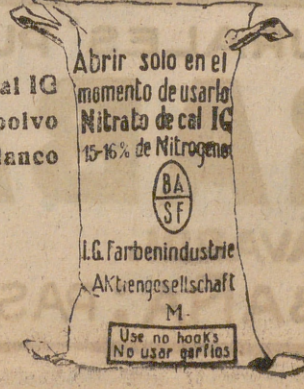 al IG
polvo
lanco
Abrir solo en el
momento de usarlo
Nitrato de cal IG
15-16% de Nitrogeno
BA
SF
I.G. Farbenindustrie
AKtiengesellschaft
M.
Use no hooks
No usar garfios